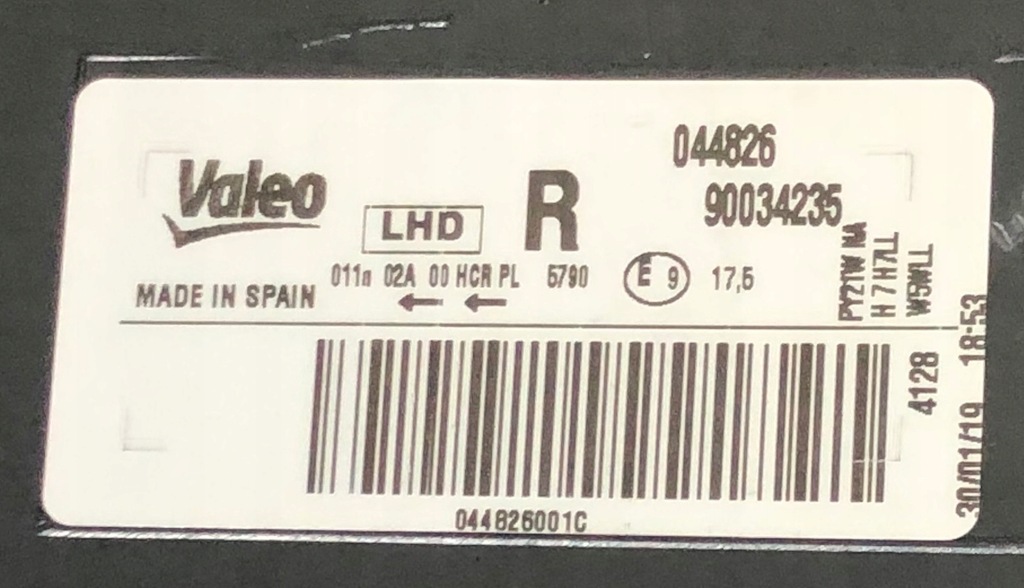 Valeo
LHD
R
044826
90034235
011a 02A 00 HCR PL 5790
E 9
17,5
MADE IN SPAIN
PY21W NA
H 7 H7LL
W5WLL
4128
30/01/19 18:53
044826001C